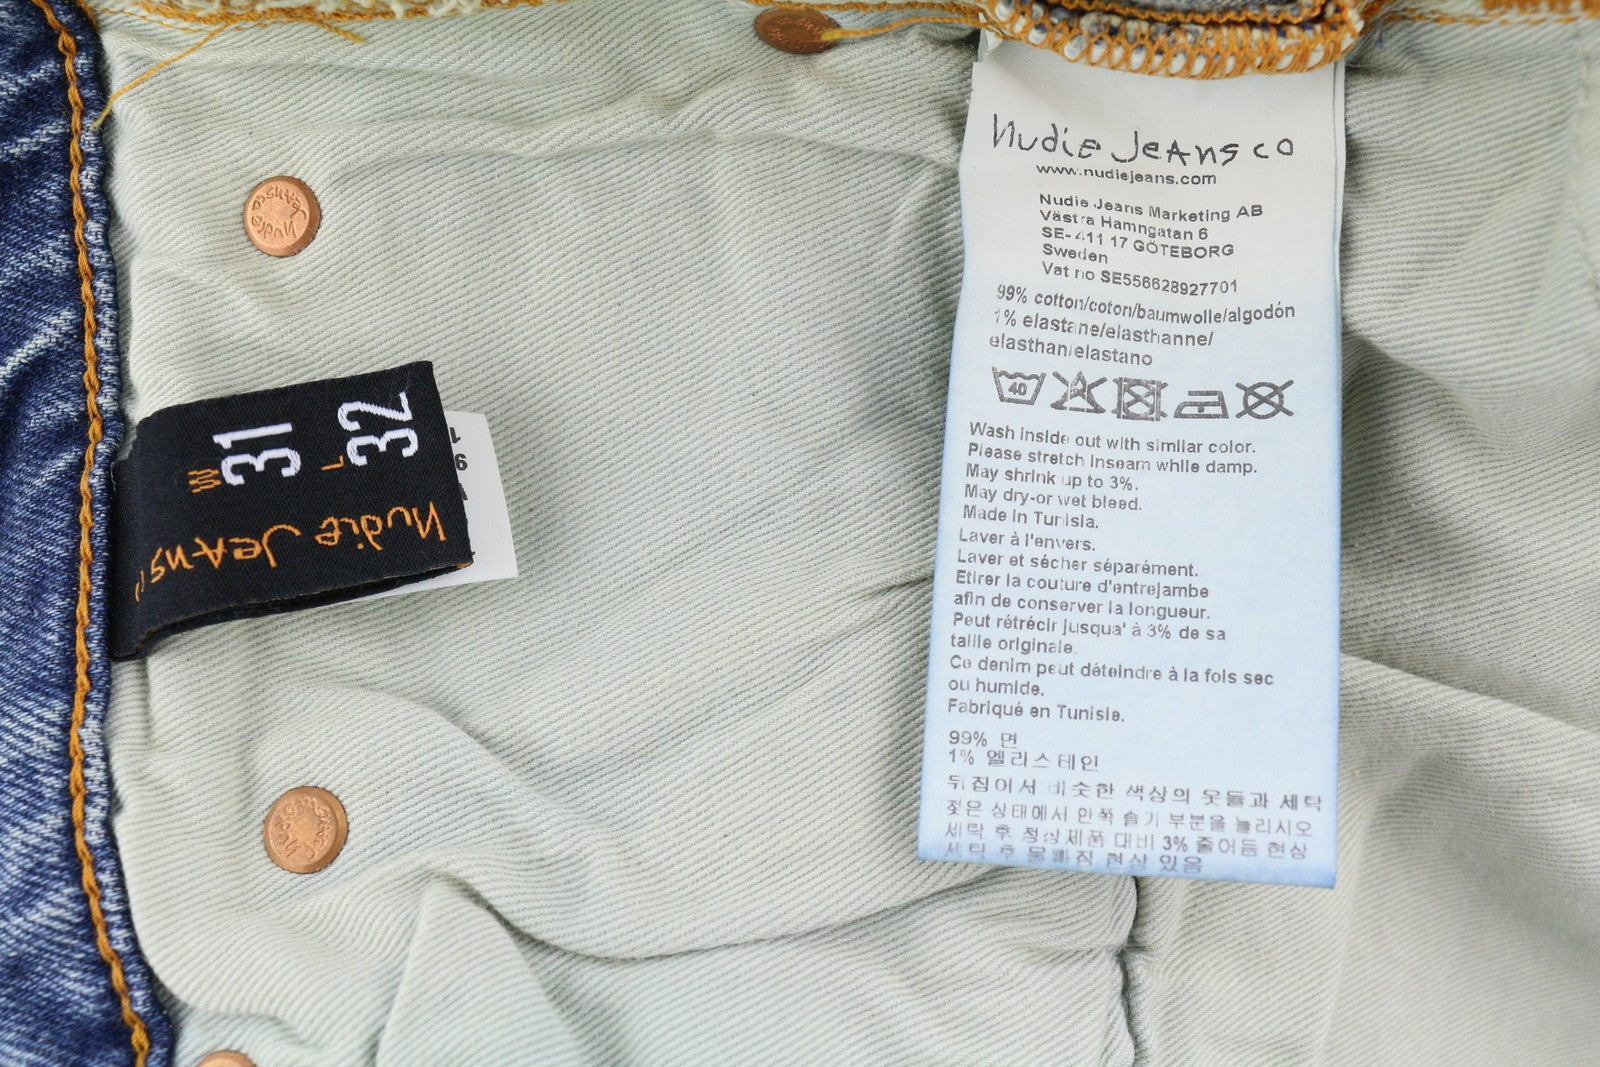 nudie Jeans co
www.nudiejeans.com
Nudie Jeans Marketing AB
Västra Hamngatan 6
SE-411 17 GÖTEBORG
Sweden
Vat no SE556628927701
99% cotton/coton/baumwolle/algodón
1% elastane/elasthanne/
elasthan/elastano
40
Wash inside out with similar color.
Please stretch inseam while damp.
May shrink up to 3%.
May dry-or wet bleed.
Made in Tunisia.
Laver à l'envers.
Laver et sécher séparément.
Etirer la couture d'entrejambe
afin de conserver la longueur.
Peut rétrécir jusqua' à 3% de sa
taille originale.
Ce denim peut déteindre à la fois sec
ou humide.
Fabriqué en Tunisie.
99% 면
1% 엘라스테인
뒤집어서 비슷한 색상의 옷들과 세탁
젖은 상태에서 안쪽 솔기 부분을 늘리시오
세탁 후 정상제품 대비 3% 줄어듬 현상
세탁 후 물빠짐 현상 있음
W 31
L 32
nudie Jeans
nudie Jeans co
nudie Jeans co